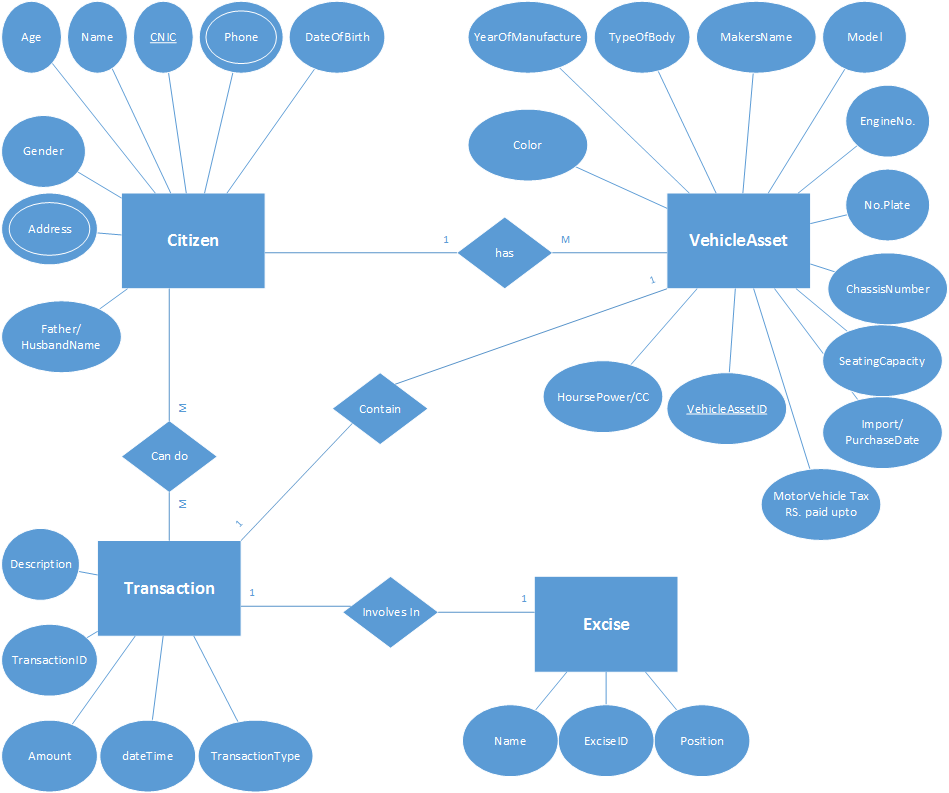 Age
Name
CNIC
Phone
DateOfBirth
YearOfManufacture
TypeOfBody
MakersName
Model
EngineNo.
Color
Gender
No.Plate
Address
Citizen
1
has
M
VehicleAsset
ChassisNumber
1
Father/
HusbandName
SeatingCapacity
HoursePower/CC
VehicleAssetID
Contain
M
Import/
PurchaseDate
Can do
M
MotorVehicle Tax
RS. paid upto
1
Description
Transaction
1
Involves In
1
Excise
TransactionID
Name
ExciseID
Position
Amount
dateTime
TransactionType